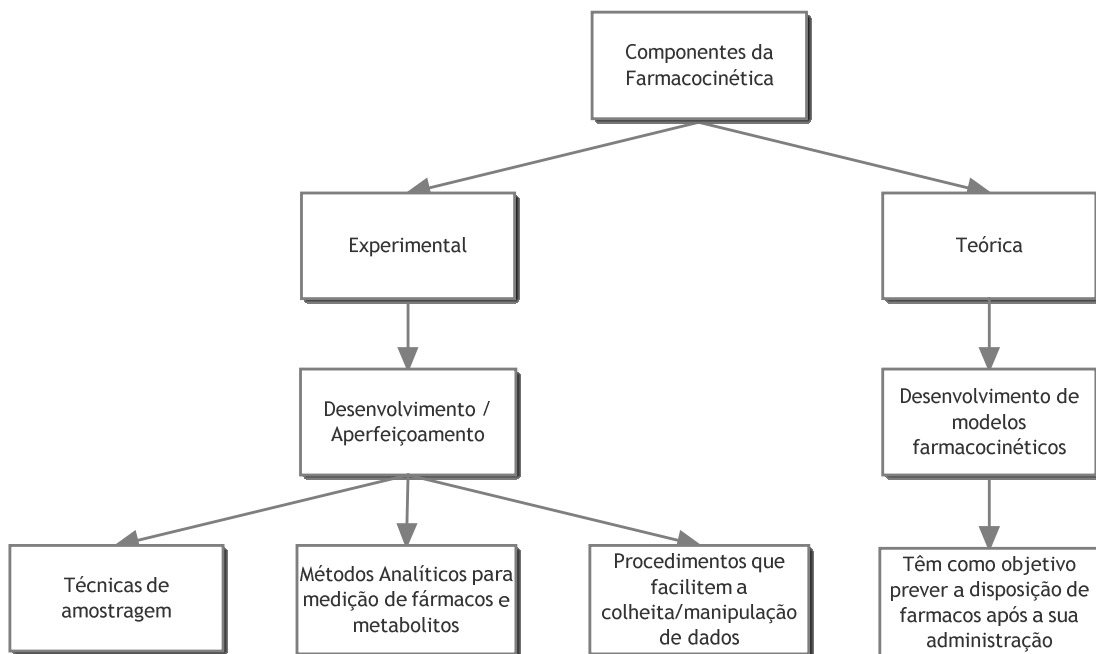 Componentes da
Farmacocinética
Experimental
Teórica
Desenvolvimento /
Aperfeiçoamento
Desenvolvimento de
modelos
farmacocinéticos
Técnicas de
amostragem
Métodos Analíticos para
medição de fármacos e
metabolitos
Procedimentos que
facilitem a
colheita/manipulação
de dados
Têm como objetivo
prever a disposição de
farmacos após a sua
administração